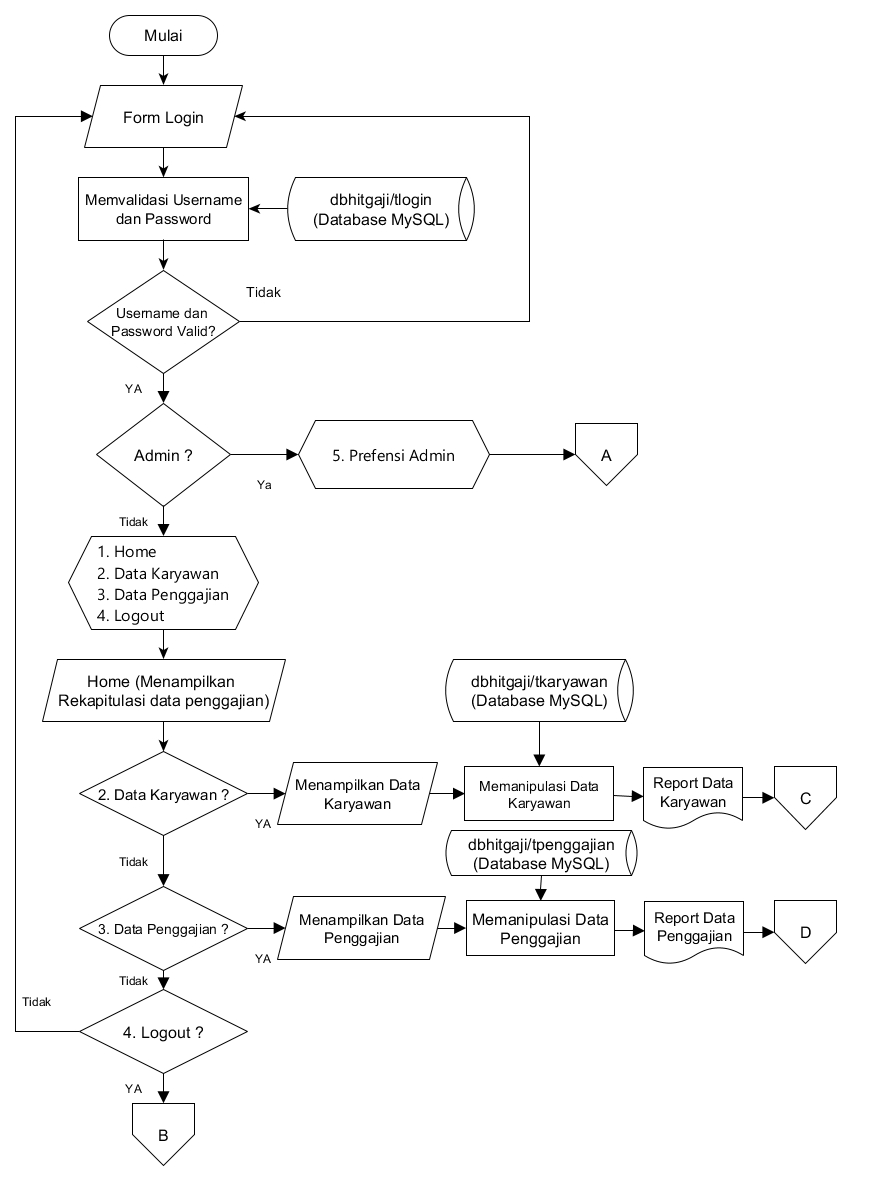 Mulai
Form Login
Memvalidasi Username
dan Password
dbhitgaji/tlogin
(Database MySQL)
Tidak
Username dan
Password Valid?
YA
Admin ?
Ya
5. Prefensi Admin
A
Tidak
1. Home
2. Data Karyawan
3. Data Penggajian
4. Logout
Home (Menampilkan
Rekapitulasi data penggajian)
dbhitgaji/tkaryawan
(Database MySQL)
2. Data Karyawan ?
YA
Menampilkan Data
Karyawan
Memanipulasi Data
Karyawan
Report Data
Karyawan
C
Tidak
dbhitgaji/tpenggajian
(Database MySQL)
3. Data Penggajian ?
YA
Menampilkan Data
Penggajian
Memanipulasi Data
Penggajian
Report Data
Penggajian
D
Tidak
Tidak
4. Logout ?
YA
B